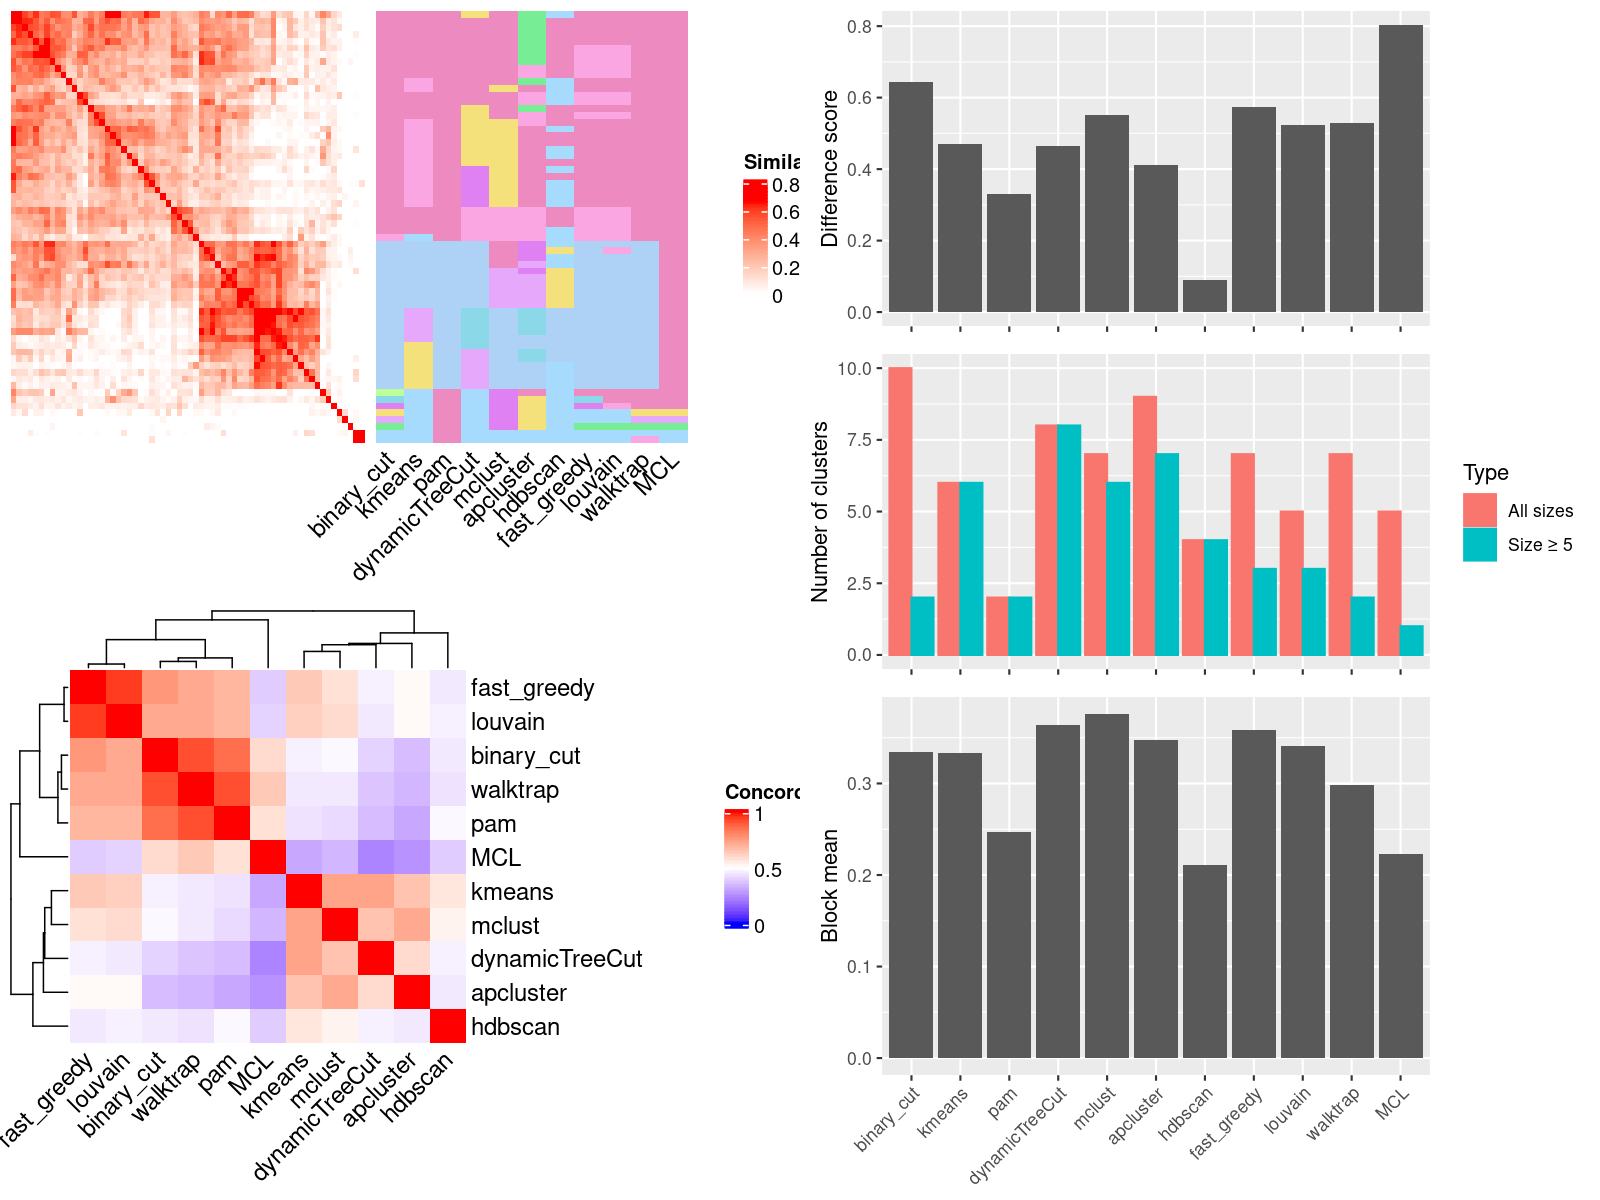 Simila
0.8
0.6
0.4
0.2
0
binary_cut
kmeans
pam
dynamicTreeCut
mclust
apcluster
hdbscan
fast_greedy
louvain
walktrap
MCL
fast_greedy
louvain
binary_cut
walktrap
pam
MCL
kmeans
mclust
dynamicTreeCut
apcluster
hdbscan
fast_greedy
louvain
binary_cut
walktrap
pam
MCL
kmeans
mclust
dynamicTreeCut
apcluster
hdbscan
Concord
1
0.5
0
Difference score
0.8
0.6
0.4
0.2
0.0
Number of clusters
10.0
7.5
5.0
2.5
0.0
Type
All sizes
Size ≥ 5
Block mean
0.3
0.2
0.1
0.0
binary_cut
kmeans
pam
dynamicTreeCut
mclust
apcluster
hdbscan
fast_greedy
louvain
walktrap
MCL